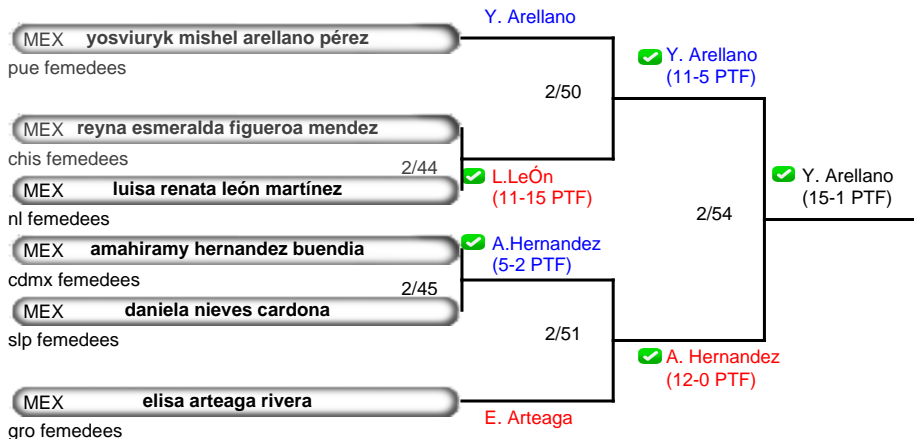 Y. Arellano
MEX yosviuryk mishel arellano pérez
pue femedees
2/50
Y. Arellano
(11-5 PTF)
MEX reyna esmeralda figueroa mendez
chis femedees
2/44
L.LeÓn
(11-15 PTF)
MEX luisa renata león martínez
nl femedees
2/54
Y. Arellano
(15-1 PTF)
MEX amahiramy hernandez buendia
cdmx femedees
A.Hernandez
(5-2 PTF)
2/45
MEX daniela nieves cardona
slp femedees
2/51
A. Hernandez
(12-0 PTF)
MEX elisa arteaga rivera
gro femedees
E. Arteaga